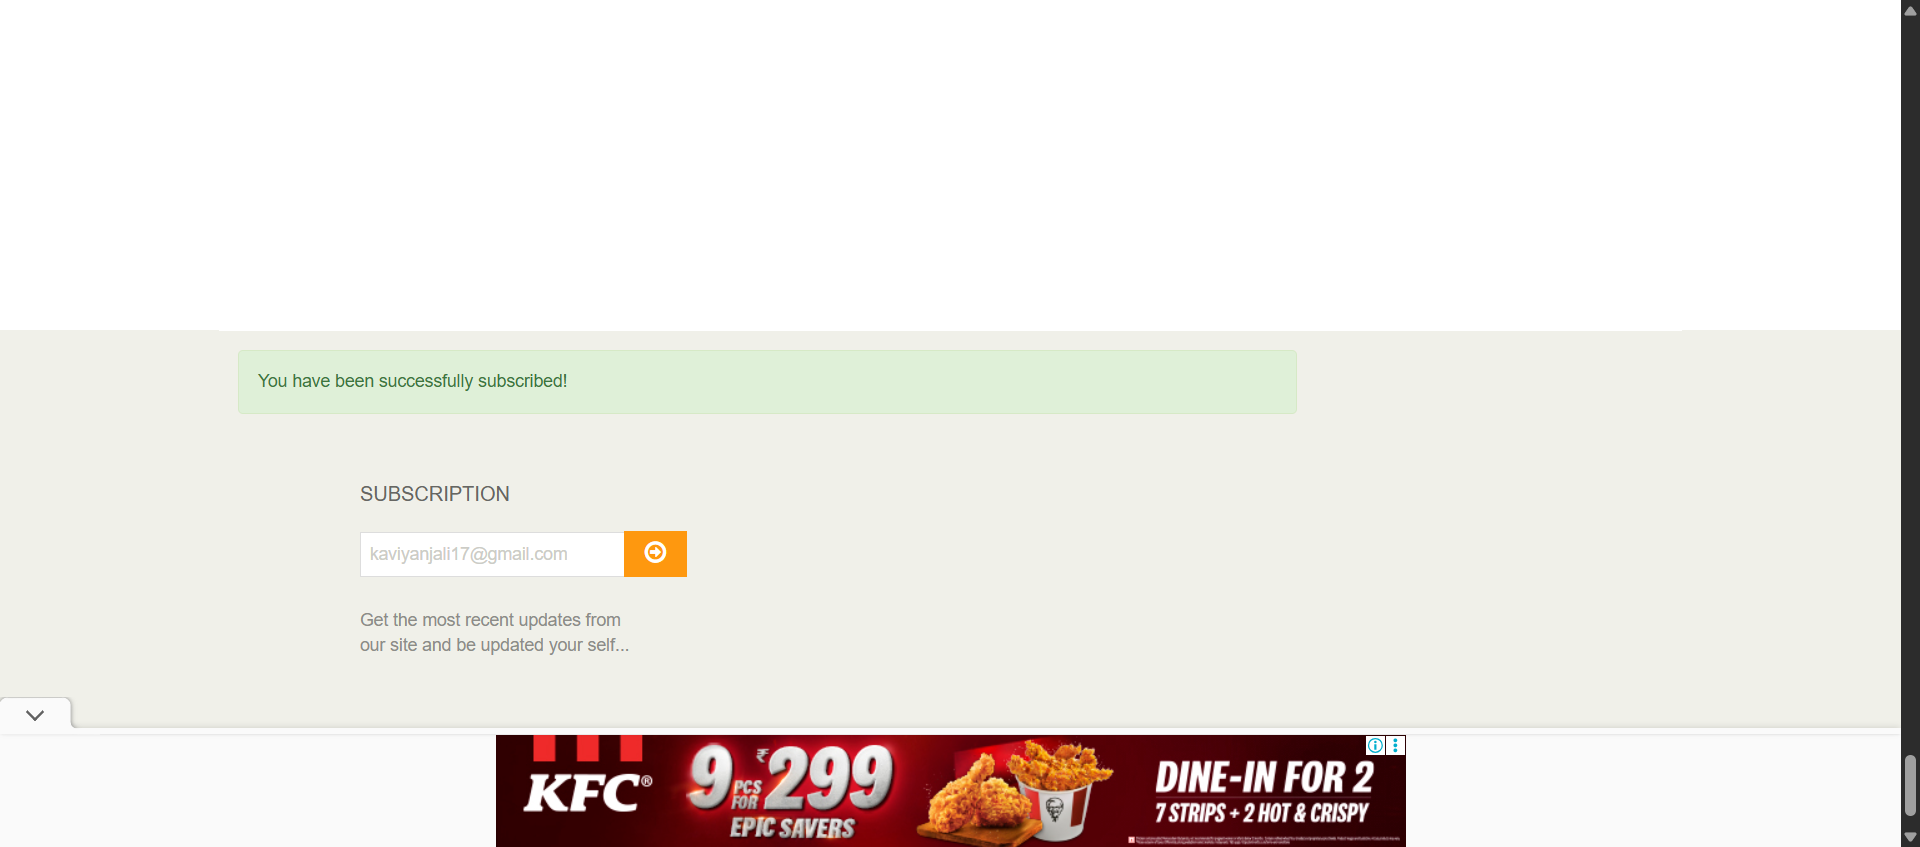 You have been successfully subscribed!
SUBSCRIPTION
kaviyanjali17@gmail.com
Get the most recent updates from
our site and be updated your self...
KFC®
9 PCS FOR ₹299
EPIC SAVERS
DINE-IN FOR 2
7 STRIPS + 2 HOT & CRISPY